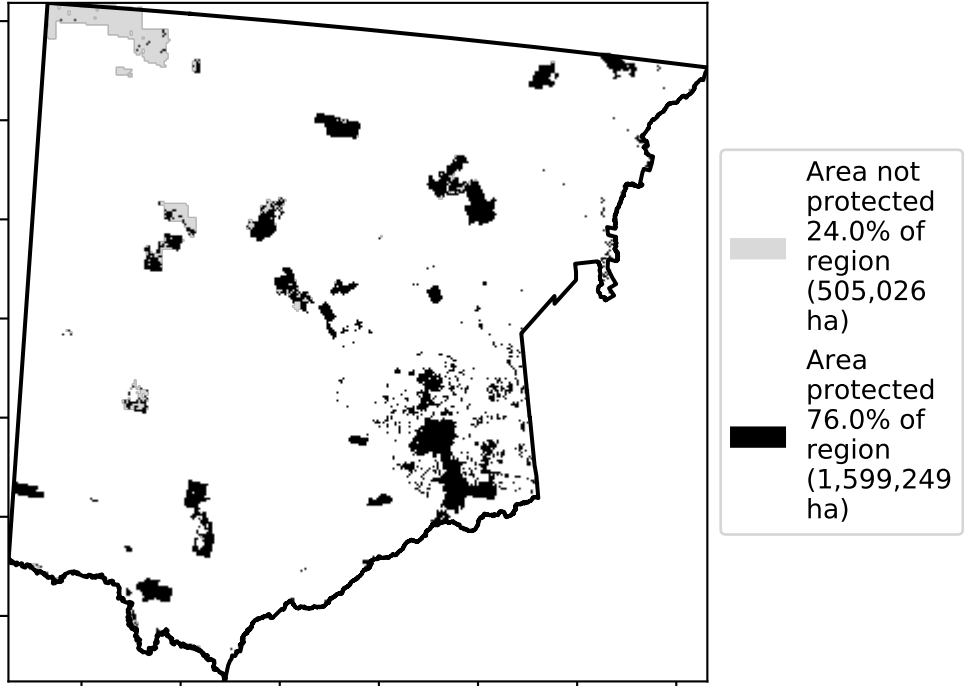 Area not
protected
24.0% of
region
(505,026
ha)
Area
protected
76.0% of
region
(1,599,249
ha)